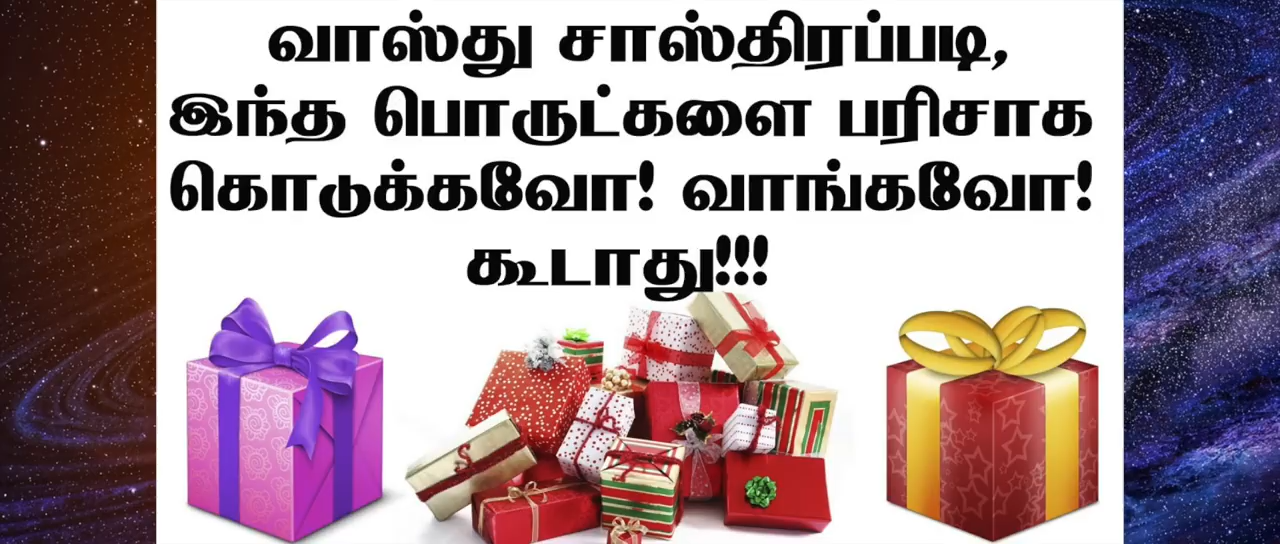 வாஸ்து சாஸ்திரப்படி,
இந்த பொருட்களை பரிசாக
கொடுக்கவோ! வாங்கவோ!
கூடாது!!!